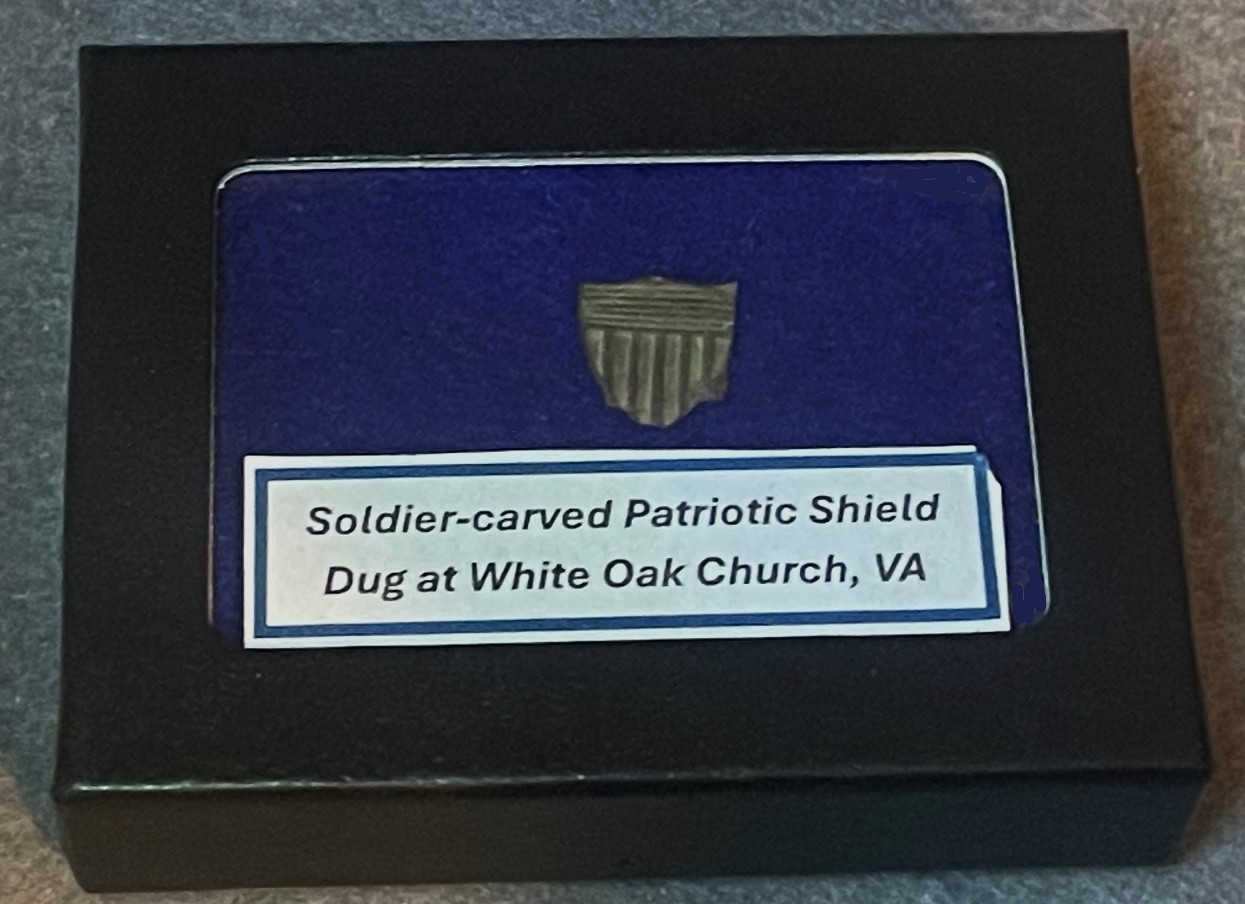 Soldier-carved Patriotic Shield
Dug at White Oak Church, VA